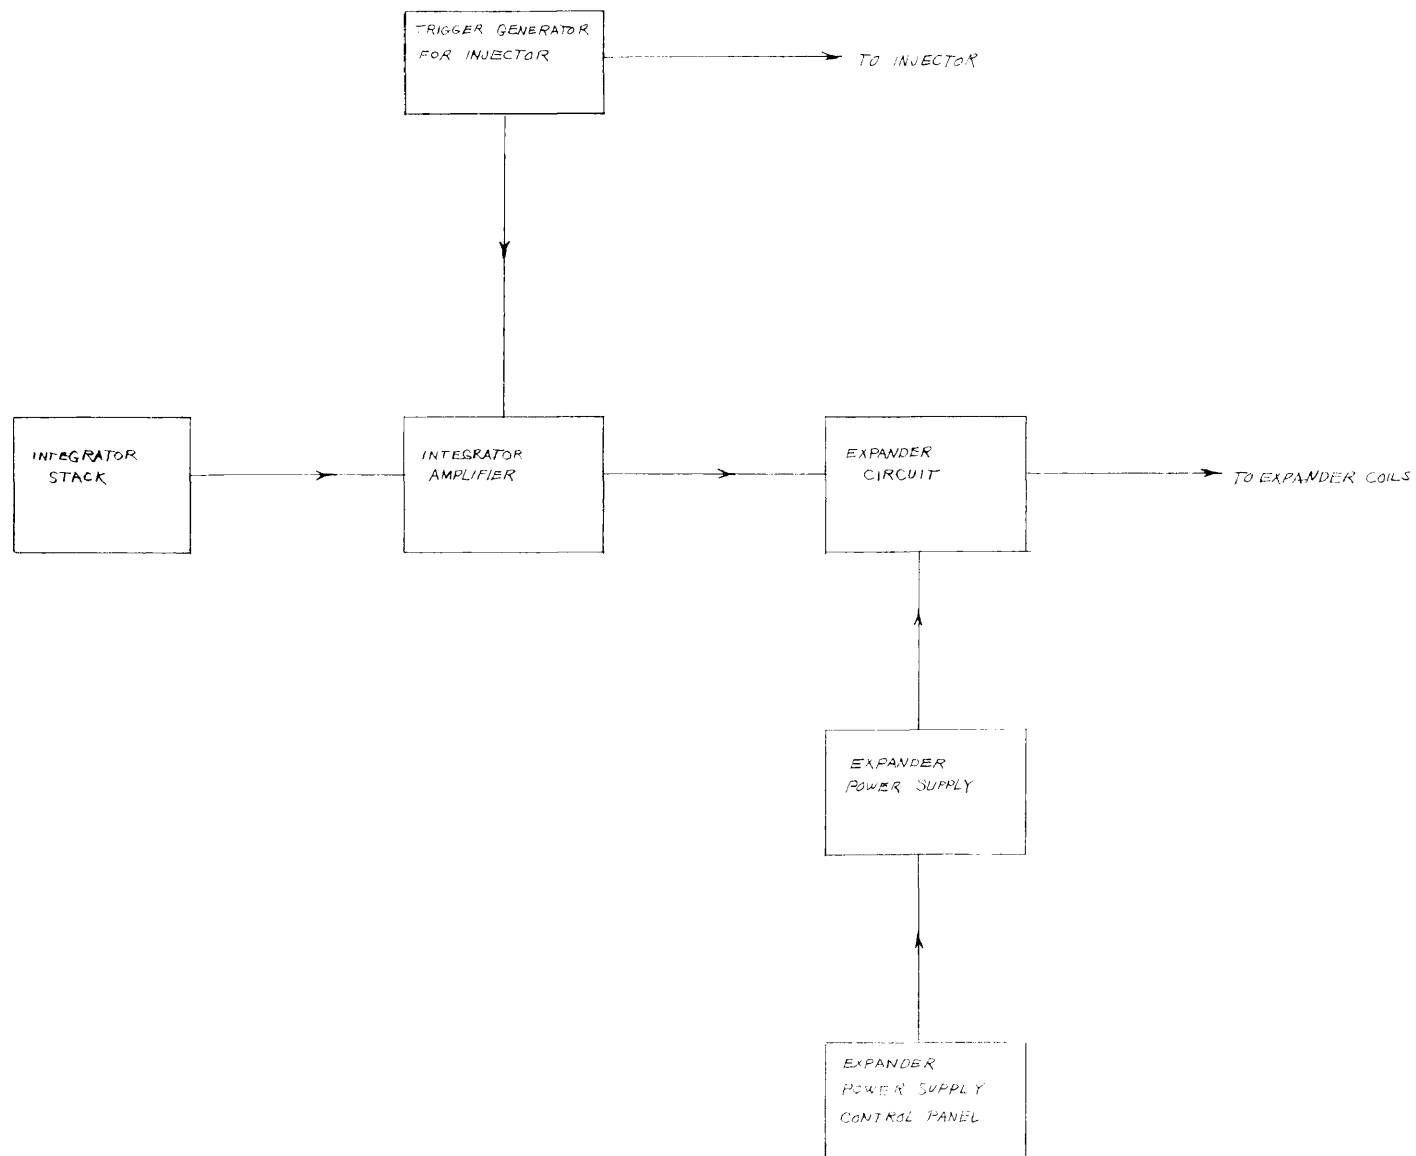 TRIGGER GENERATOR
FOR INJECTOR
TO INJECTOR
INTEGRATOR
STACK
INTEGRATOR
AMPLIFIER
EXPANDER
CIRCUIT
TO EXPANDER COILS
EXPANDER
POWER SUPPLY
EXPANDER
POWER SUPPLY
CONTROL PANEL